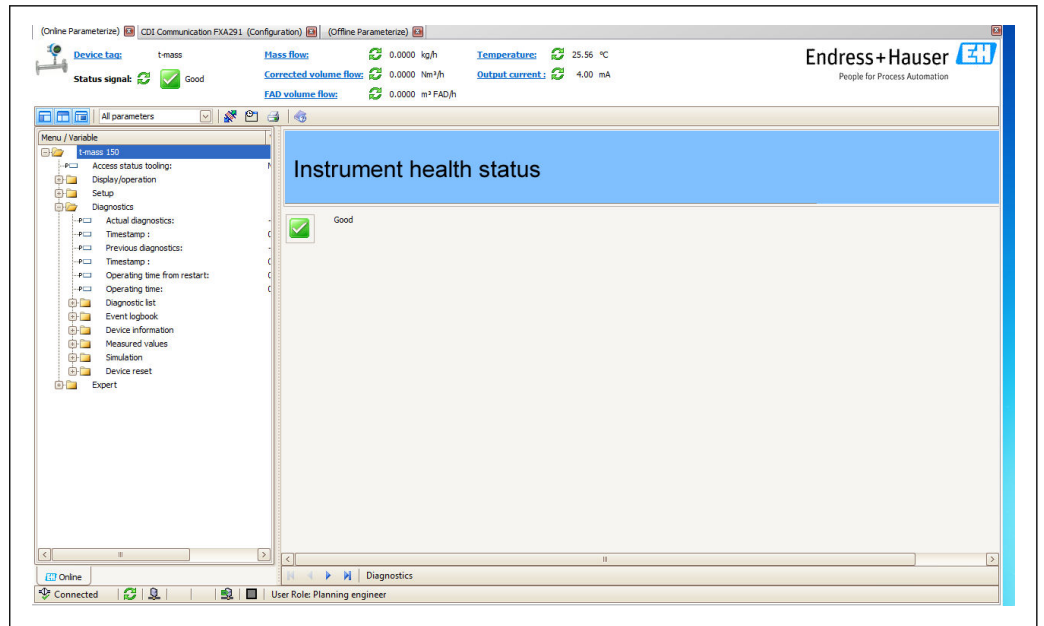 (Online Parameterize) CDI Communication FXA291 (Configuration) (Offline Parameterize)
Device tag: t-mass Mass flow: 0.0000 kg/h Temperature: 25.56 °C
Endress+Hauser EH
Status signal: Good Corrected volume flow: 0.0000 Nm³/h Output current : 4.00 mA
People for Process Automation
FAD volume flow: 0.0000 m³ FAD/h
All parameters
Menu / Variable
t-mass 150
Access status tooling:
Display/operation
Setup
Diagnostics
Actual diagnostics: -
Timestamp :
Previous diagnostics: -
Timestamp :
Operating time from restart:
Operating time:
Diagnostic list
Event logbook
Device information
Measured values
Simulation
Device reset
Expert
Instrument health status
Good
Online
Diagnostics
Connected
User Role: Planning engineer